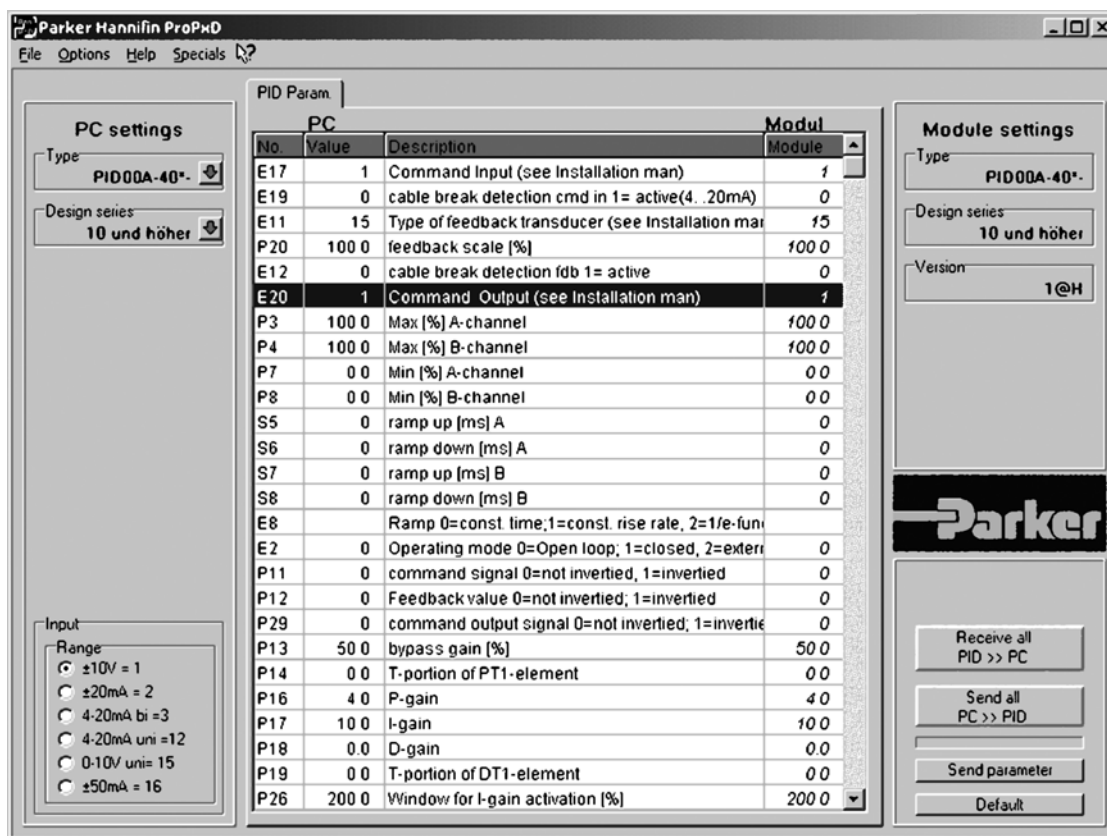 Parker Hannifin ProPxD
File Options Help Specials
PC settings
Type
PID00A-40*-
Design series
10 und höher
Input
Range
±10V = 1
±20mA = 2
4-20mA bi =3
4-20mA uni =12
0-10V uni= 15
±50mA = 16
PID Param.
PC Modul
No. Value Description Module
E17 1 Command Input (see Installation man) 1
E19 0 cable break detection cmd in 1= active(4. .20mA) 0
E11 15 Type of feedback transducer (see Installation man 15
P20 100 0 feedback scale [%] 100 0
E12 0 cable break detection fdb 1= active 0
E20 1 Command Output (see Installation man) 1
P3 100 0 Max [%] A-channel 100 0
P4 100 0 Max [%] B-channel 100 0
P7 0 0 Min [%] A-channel 0 0
P8 0 0 Min [%] B-channel 0 0
S5 0 ramp up [ms] A 0
S6 0 ramp down [ms] A 0
S7 0 ramp up [ms] B 0
S8 0 ramp down [ms] B 0
E8 Ramp 0=const. time;1=const. rise rate, 2=1/e-fun
E2 0 Operating mode 0=Open loop; 1=closed, 2=extern 0
P11 0 command signal 0=not invertied, 1=invertied 0
P12 0 Feedback value 0=not invertied; 1=invertied 0
P29 0 command output signal 0=not invertied; 1=invertie 0
P13 50 0 bypass gain [%] 50 0
P14 0 0 T-portion of PT1-element 0 0
P16 4 0 P-gain 4 0
P17 10 0 I-gain 10 0
P18 0.0 D-gain 0.0
P19 0 0 T-portion of DT1-element 0 0
P26 200 0 Window for I-gain activation [%] 200 0
Module settings
Type
PID00A-40*-
Design series
10 und höher
Version
1@H
Parker
Receive all
PID >> PC
Send all
PC >> PID
Send parameter
Default